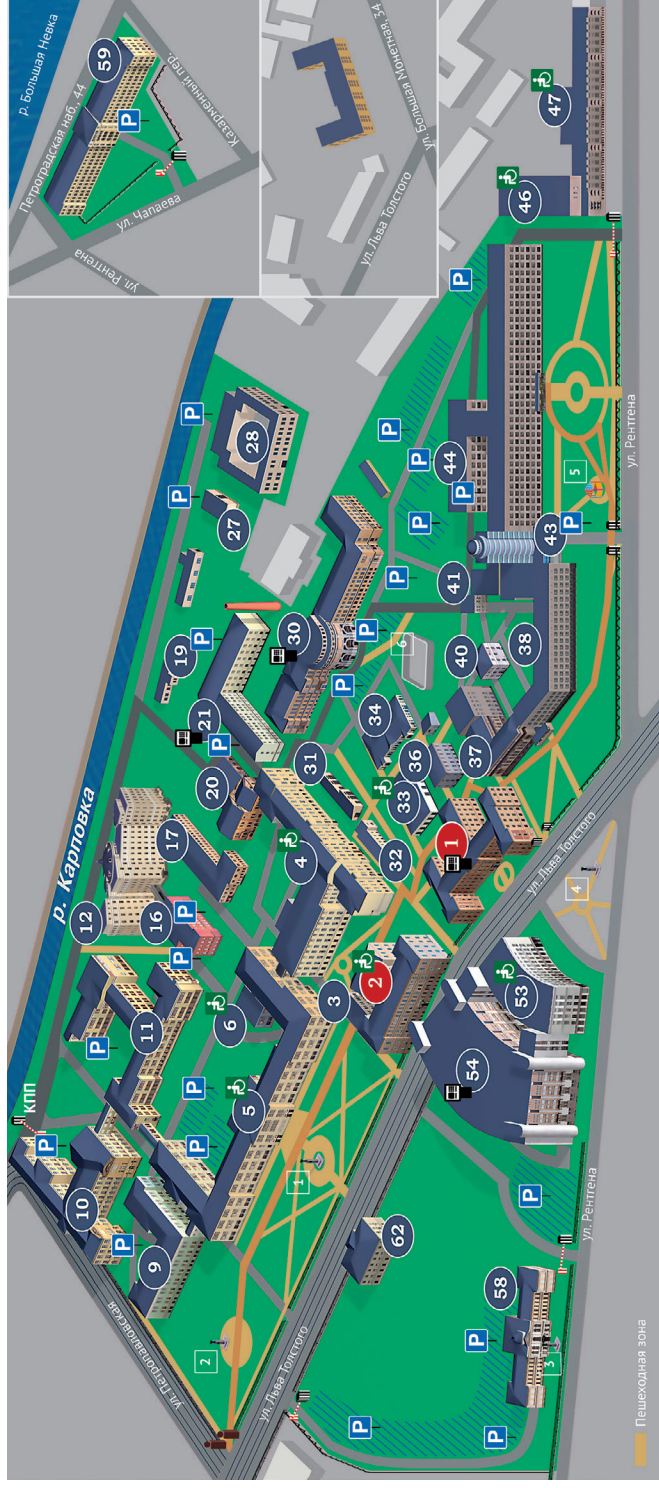 КПП
р. Карповка
р. Большая Невка
Петроградская наб., 44
59
P
Казарменный пер.
ул. Чапаева
ул. Рентгена
ул. Петропавловская
10
P
P
9
11
P
12
16
P
P
17
19
P
20
21
P
27
P
28
P
2
5
P
P
6
4
3
1
31
30
P
P
32
33
34
36
6
2
1
37
40
38
41
P
43
P
44
P
P
P
P
P
5
46
47
ул. Льва Толстого
ул. Большая Монетная, 34
ул. Льва Толстого
62
54
53
4
ул. Льва Толстого
P
P
P
58
3
P
ул. Рентгена
ул. Рентгена
Пешеходная зона